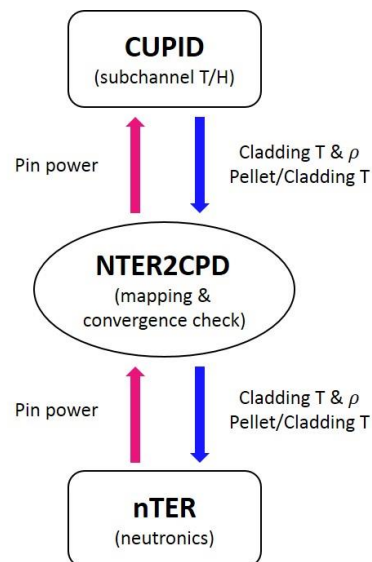 CUPID
(subchannel T/H)
Pin power
Cladding T & ρ
Pellet/Cladding T
NTER2CPD
(mapping &
convergence check)
Pin power
Cladding T & ρ
Pellet/Cladding T
nTER
(neutronics)